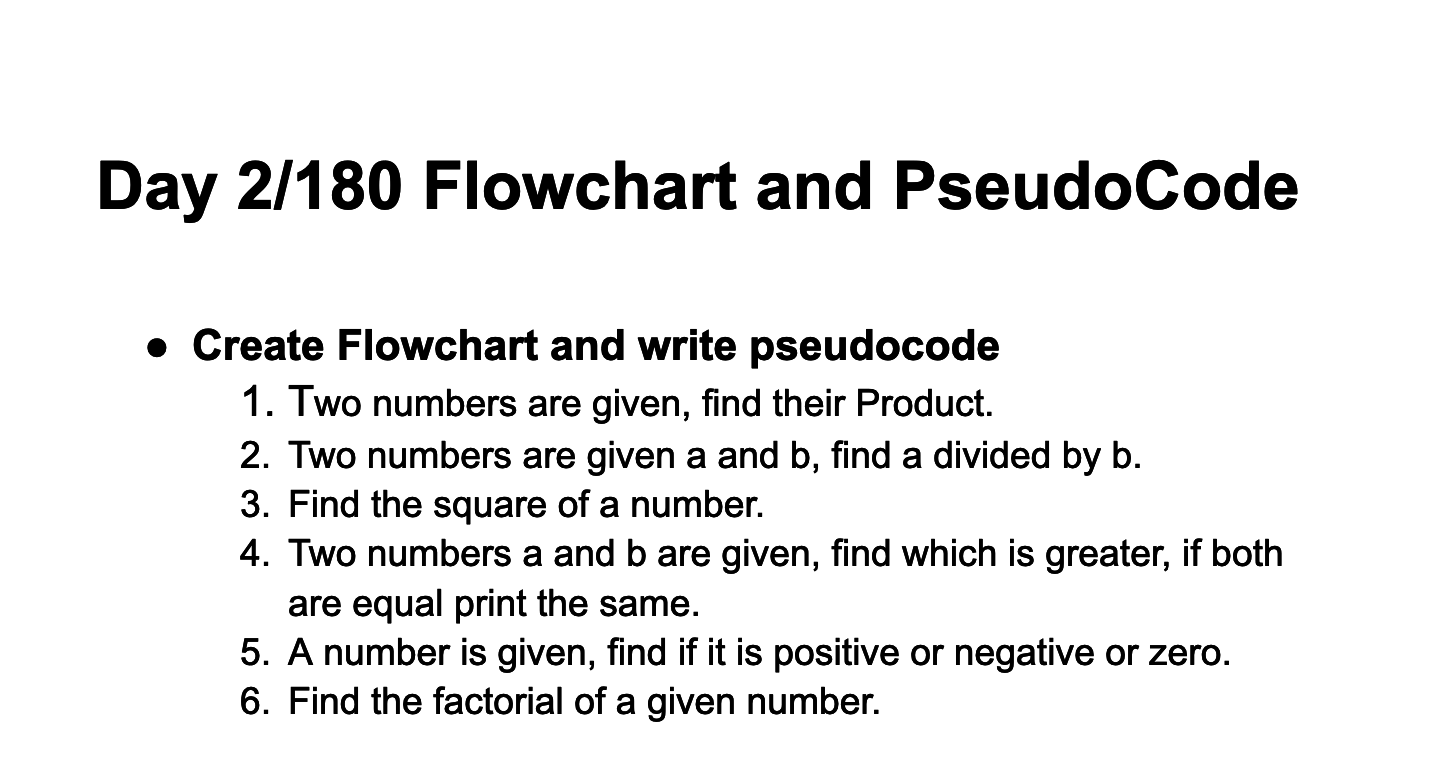 Day 2/180 Flowchart and PseudoCode
● Create Flowchart and write pseudocode
1. Two numbers are given, find their Product.
2. Two numbers are given a and b, find a divided by b.
3. Find the square of a number.
4. Two numbers a and b are given, find which is greater, if both
are equal print the same.
5. A number is given, find if it is positive or negative or zero.
6. Find the factorial of a given number.